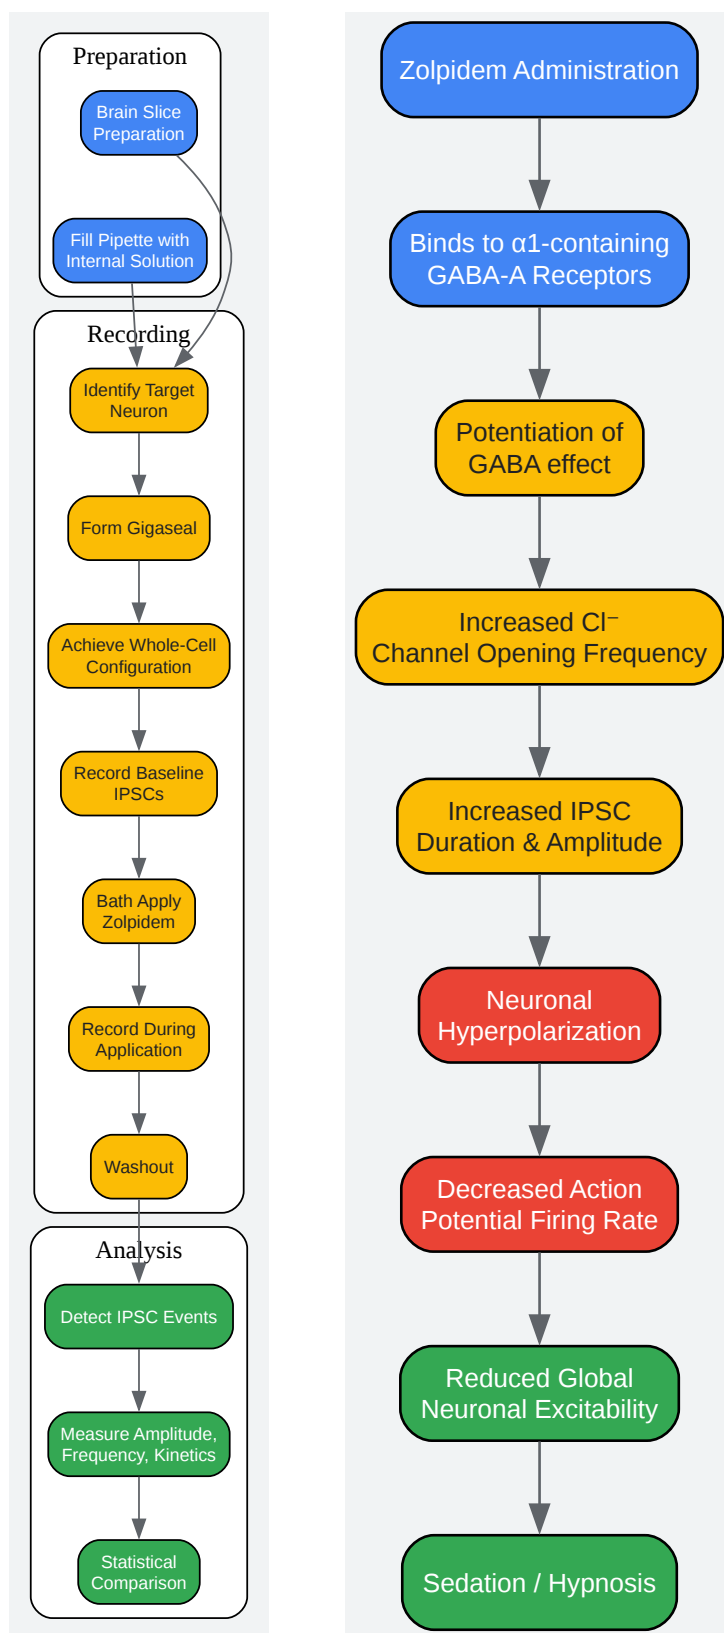 Preparation
Brain Slice
Preparation
Fill Pipette with
Internal Solution
Recording
Identify Target
Neuron
Form Gigaseal
Achieve Whole-Cell
Configuration
Record Baseline
IPSCs
Bath Apply
Zolpidem
Record During
Application
Washout
Analysis
Detect IPSC Events
Measure Amplitude,
Frequency, Kinetics
Statistical
Comparison
Zolpidem Administration
Binds to α1-containing
GABA-A Receptors
Potentiation of
GABA effect
Increased Cl⁻
Channel Opening Frequency
Increased IPSC
Duration & Amplitude
Neuronal
Hyperpolarization
Decreased Action
Potential Firing Rate
Reduced Global
Neuronal Excitability
Sedation / Hypnosis